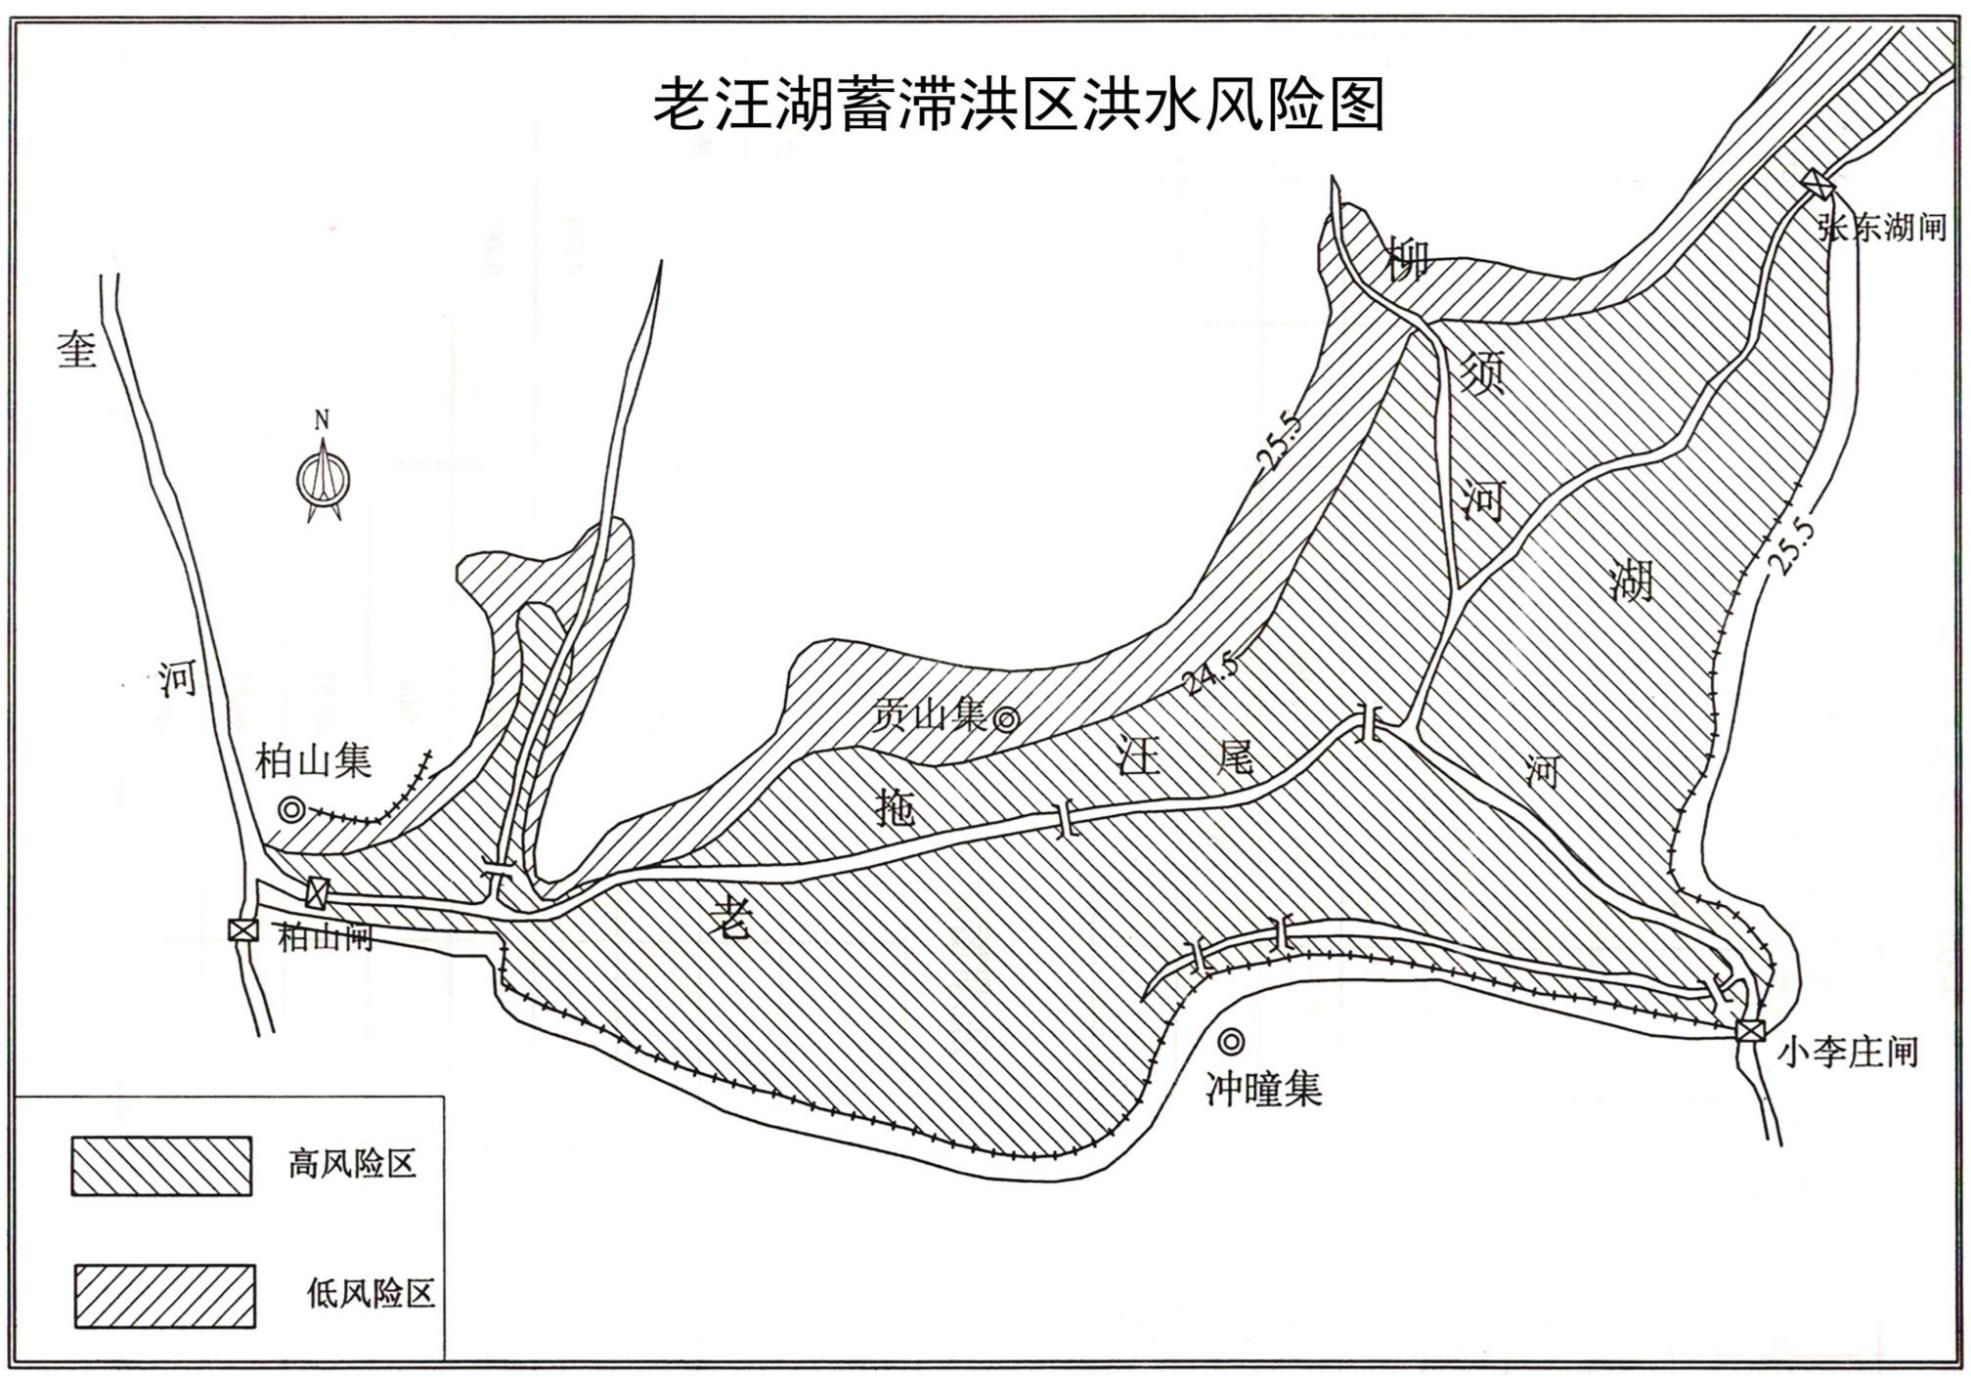 老汪湖蓄滞洪区洪水风险图
张东湖闸
柳
须
河
奎
河
N
25.5
25.5
湖
24.5
贡山集
汪
尾
河
拖
老
柏山集
柏山闸
小李庄闸
冲疃集
高风险区
低风险区